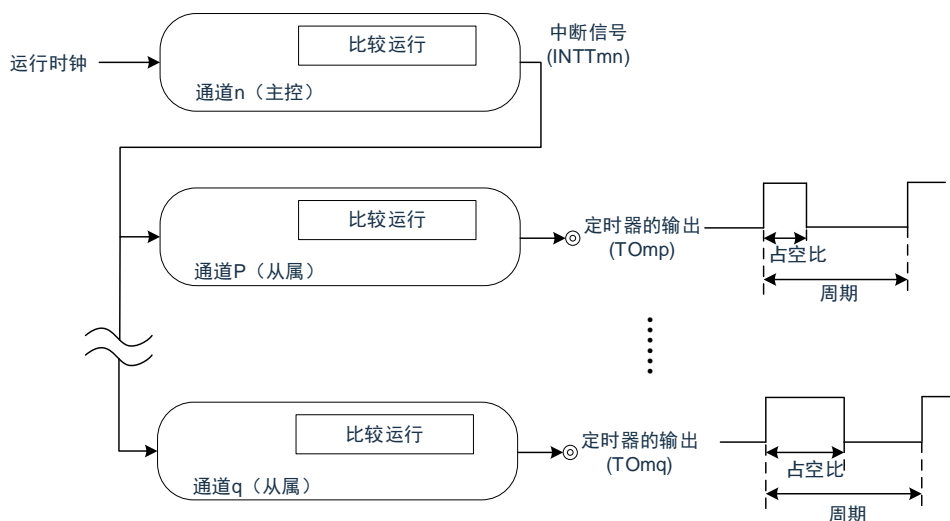 比较运行
中断信号
(INTTmn)
运行时钟
通道n（主控）
比较运行
定时器的输出
(TOmp)
占空比
通道P（从属）
周期
比较运行
定时器的输出
(TOmq)
占空比
通道q（从属）
周期